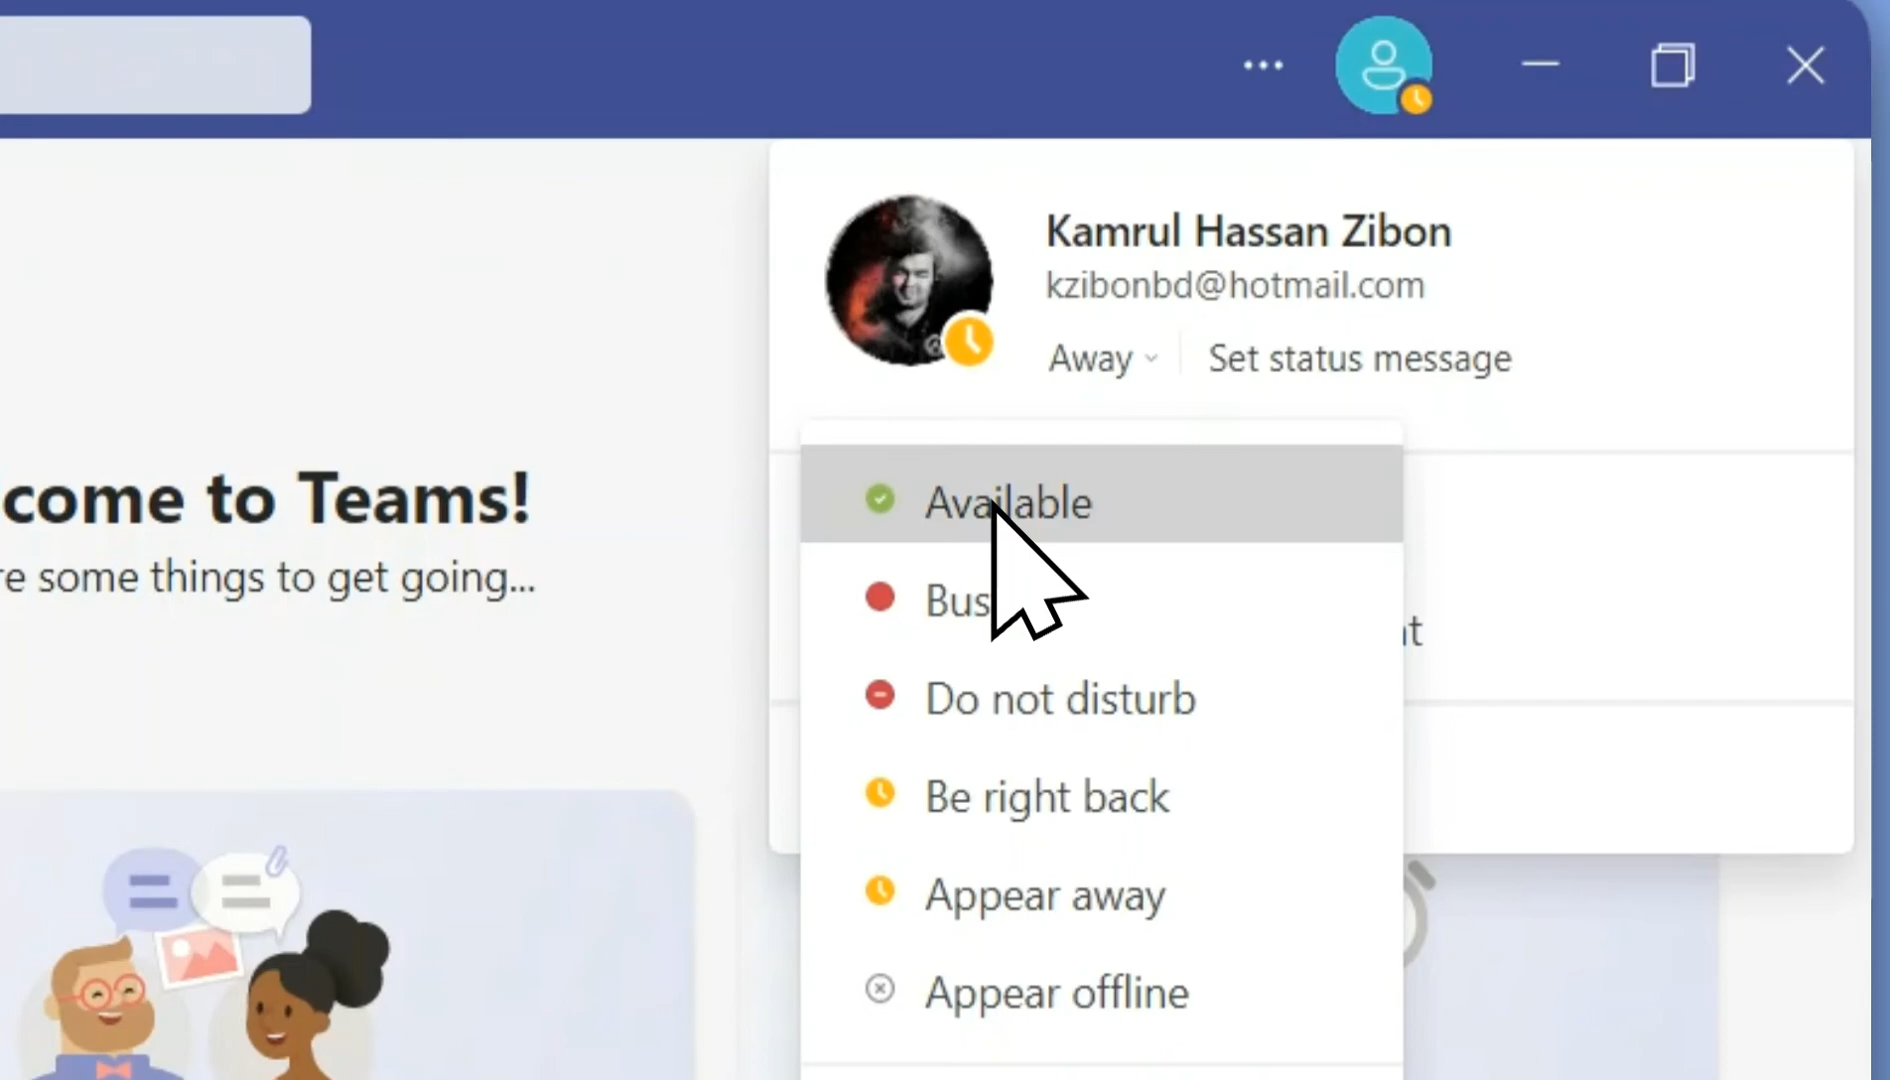 Kamrul Hassan Zibon
kzibonbd@hotmail.com
Away
Set status message
come to Teams!
re some things to get going...
Available
Bus
Do not disturb
Be right back
Appear away
Appear offline